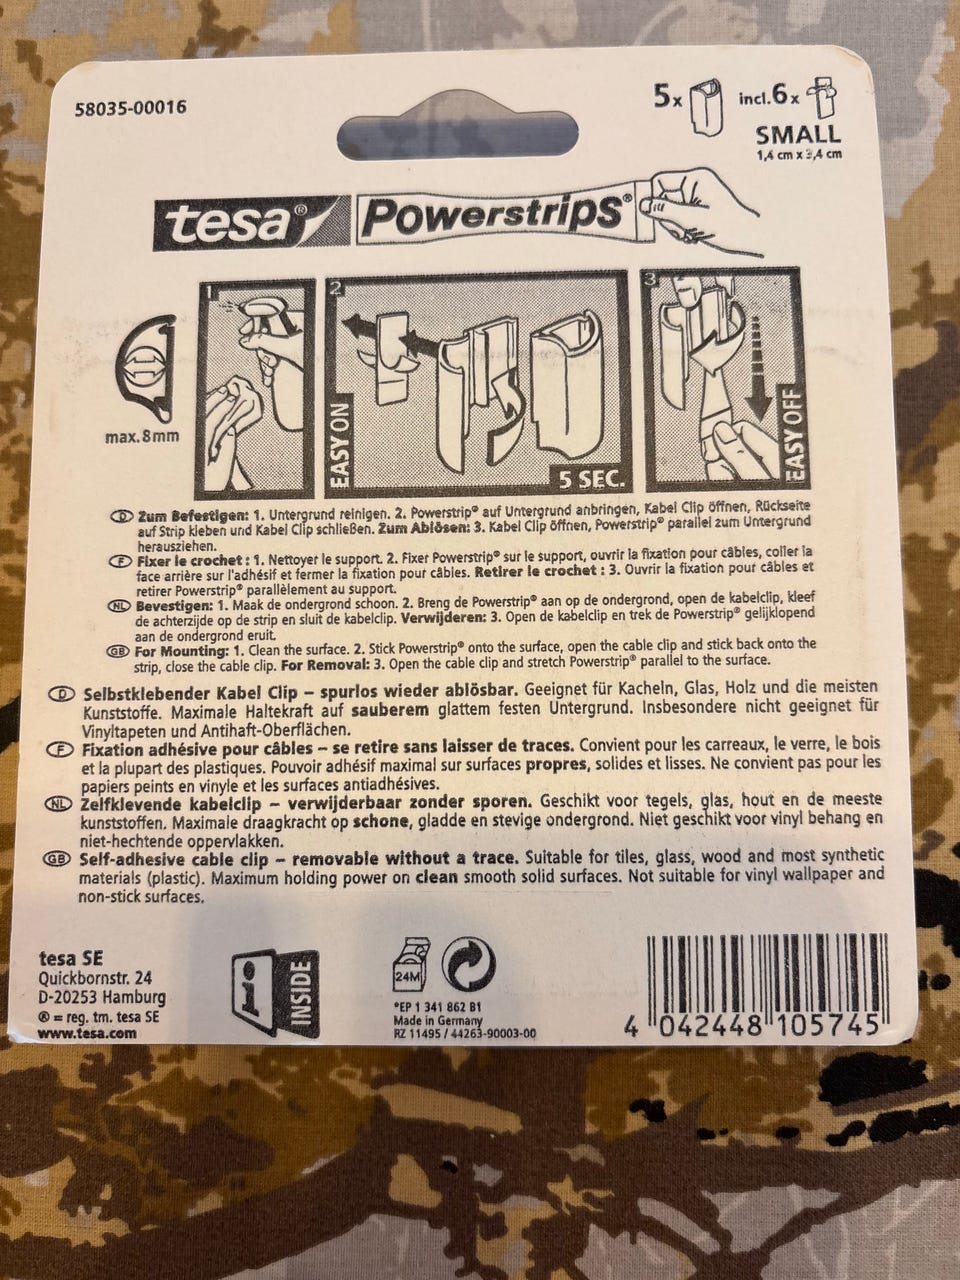 58035-00016
5x incl.6x
SMALL
1,4 cm x 3,4 cm
tesa® Powerstrips®
1
2
3
max.8mm
EASY ON
5 SEC.
EASY OFF
D Zum Befestigen: 1. Untergrund reinigen. 2. Powerstrip® auf Untergrund anbringen, Kabel Clip öffnen, Rückseite
auf Strip kleben und Kabel Clip schließen. Zum Ablösen: 3. Kabel Clip öffnen, Powerstrip® parallel zum Untergrund
herausziehen.
F Fixer le crochet : 1. Nettoyer le support. 2. Fixer Powerstrip® sur le support, ouvrir la fixation pour câbles, coller la
face arrière sur l'adhésif et fermer la fixation pour câbles. Retirer le crochet : 3. Ouvrir la fixation pour câbles et
retirer Powerstrip® parallèlement au support.
NL Bevestigen: 1. Maak de ondergrond schoon. 2. Breng de Powerstrip® aan op de ondergrond, open de kabelclip, kleef
de achterzijde op de strip en sluit de kabelclip. Verwijderen: 3. Open de kabelclip en trek de Powerstrip® gelijklopend
aan de ondergrond eruit.
GB For Mounting: 1. Clean the surface. 2. Stick Powerstrip® onto the surface, open the cable clip and stick back onto the
strip, close the cable clip. For Removal: 3. Open the cable clip and stretch Powerstrip® parallel to the surface.
D Selbstklebender Kabel Clip – spurlos wieder ablösbar. Geeignet für Kacheln, Glas, Holz und die meisten
Kunststoffe. Maximale Haltekraft auf sauberem glattem festen Untergrund. Insbesondere nicht geeignet für
Vinyltapeten und Antihaft-Oberflächen.
F Fixation adhésive pour câbles – se retire sans laisser de traces. Convient pour les carreaux, le verre, le bois
et la plupart des plastiques. Pouvoir adhésif maximal sur surfaces propres, solides et lisses. Ne convient pas pour les
papiers peints en vinyle et les surfaces antiadhésives.
NL Zelfklevende kabelclip – verwijderbaar zonder sporen. Geschikt voor tegels, glas, hout en de meeste
kunststoffen. Maximale draagkracht op schone, gladde en stevige ondergrond. Niet geschikt voor vinyl behang en
niet-hechtende oppervlakken.
GB Self-adhesive cable clip – removable without a trace. Suitable for tiles, glass, wood and most synthetic
materials (plastic). Maximum holding power on clean smooth solid surfaces. Not suitable for vinyl wallpaper and
non-stick surfaces.
tesa SE
Quickbornstr. 24
D-20253 Hamburg
® = reg. tm. tesa SE
www.tesa.com
i INSIDE
24M
*EP 1 341 862 B1
Made in Germany
RZ 11495 / 44263-90003-00
4 042448 105745